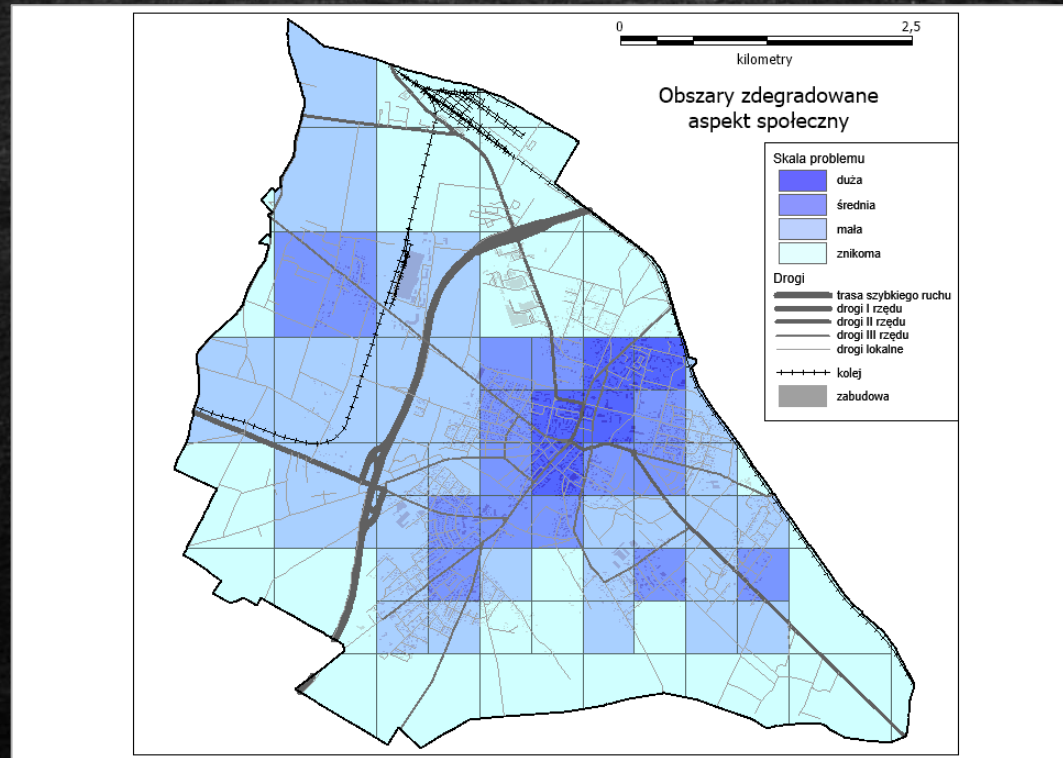 0 2,5
kilometry
Obszary zdegradowane
aspekt społeczny
Skala problemu
duża
średnia
mała
znikoma
Drogi
trasa szybkiego ruchu
drogi I rzędu
drogi II rzędu
drogi III rzędu
drogi lokalne
kolej
zabudowa